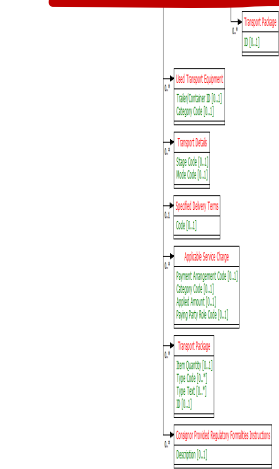 Transport Package
0..*
ID [0..1]
Used Transport Equipment
0..*
Trailer/Container ID [0..1]
Category Code [0..1]
Transport Details
0..*
Stage Code [0..1]
Mode Code [0..1]
Specified Delivery Terms
0..1
Code [0..1]
Applicable Service Charge
0..*
Payment Arrangement Code [0..1]
Category Code [0..1]
Applied Amount [0..1]
Paying Party Role Code [0..1]
Transport Package
0..*
Item Quantity [0..1]
Type Code [0..*]
Type Text [0..*]
ID [0..1]
Consignor Provided Regulatory Formalities Instructions
0..*
Description [0..1]